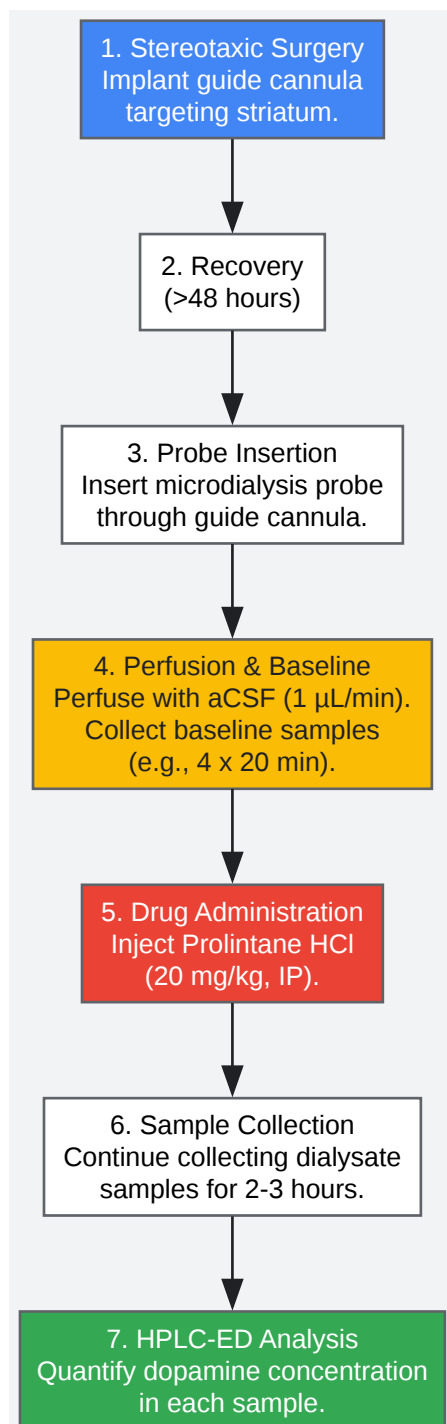 1. Stereotaxic Surgery
Implant guide cannula
targeting striatum.
2. Recovery
(>48 hours)
3. Probe Insertion
Insert microdialysis probe
through guide cannula.
4. Perfusion & Baseline
Perfuse with aCSF (1 µL/min).
Collect baseline samples
(e.g., 4 x 20 min).
5. Drug Administration
Inject Prolintane HCl
(20 mg/kg, IP).
6. Sample Collection
Continue collecting dialysate
samples for 2-3 hours.
7. HPLC-ED Analysis
Quantify dopamine concentration
in each sample.